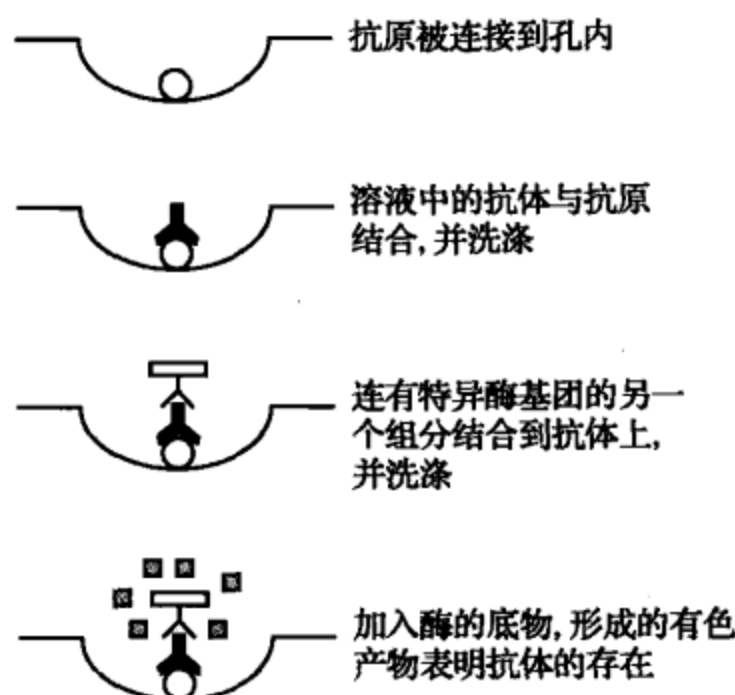 抗原被连接到孔内
溶液中的抗体与抗原
结合,并洗涤
连有特异酶基团的另一
个组分结合到抗体上,
并洗涤
加入酶的底物,形成的有色
产物表明抗体的存在